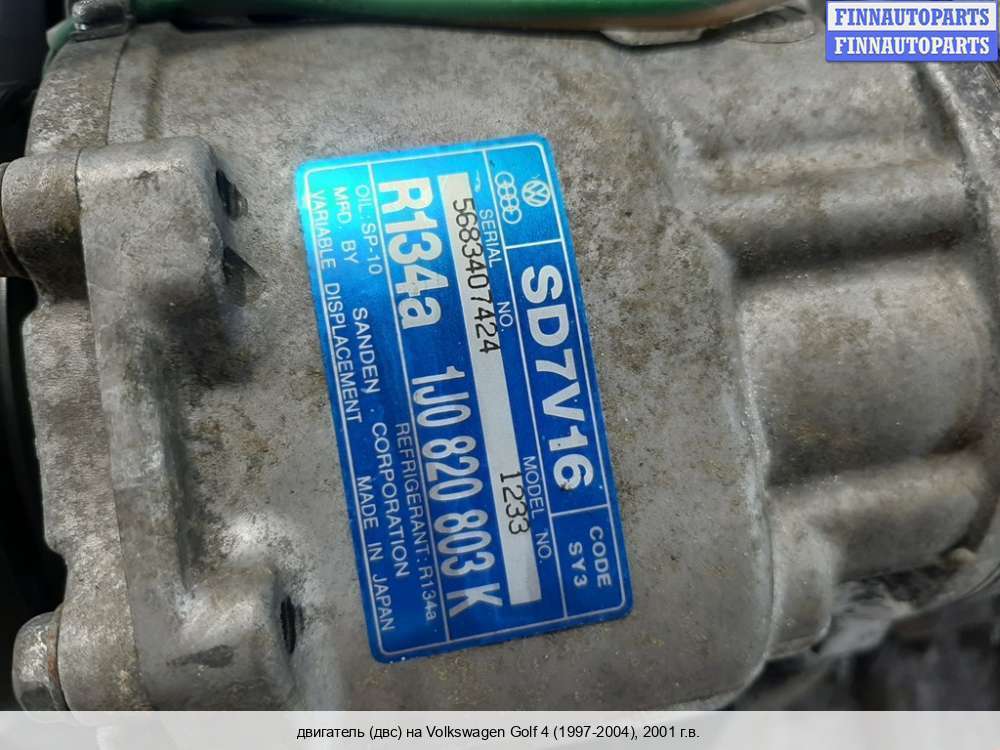 FINNAUTOPARTS
FINNAUTOPARTS
SD7V16
CODE
SY3
SERIAL NO.
MODEL NO.
5683407424
1233
R134a
1J0 820 803 K
OIL: SP-10
REFRIGERANT: R134a
MFD. BY SANDEN CORPORATION
VARIABLE DISPLACEMENT
MADE IN JAPAN
двигатель (двс) на Volkswagen Golf 4 (1997-2004), 2001 г.в.